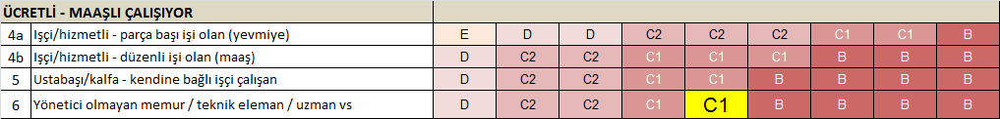 ÜCRETLİ - MAAŞLI ÇALIŞIYOR
4a İşçi/hizmetli - parça başı işi olan (yevmiye) E D D C2 C2 C2 C1 C1 B
4b İşçi/hizmetli - düzenli işi olan (maaş) D C2 C2 C1 C1 C1 B B B
5 Ustabaşı/kalfa - kendine bağlı işçi çalışan D C2 C2 C1 C1 B B B B
6 Yönetici olmayan memur / teknik eleman / uzman vs D C2 C2 C1 C1 B B B B